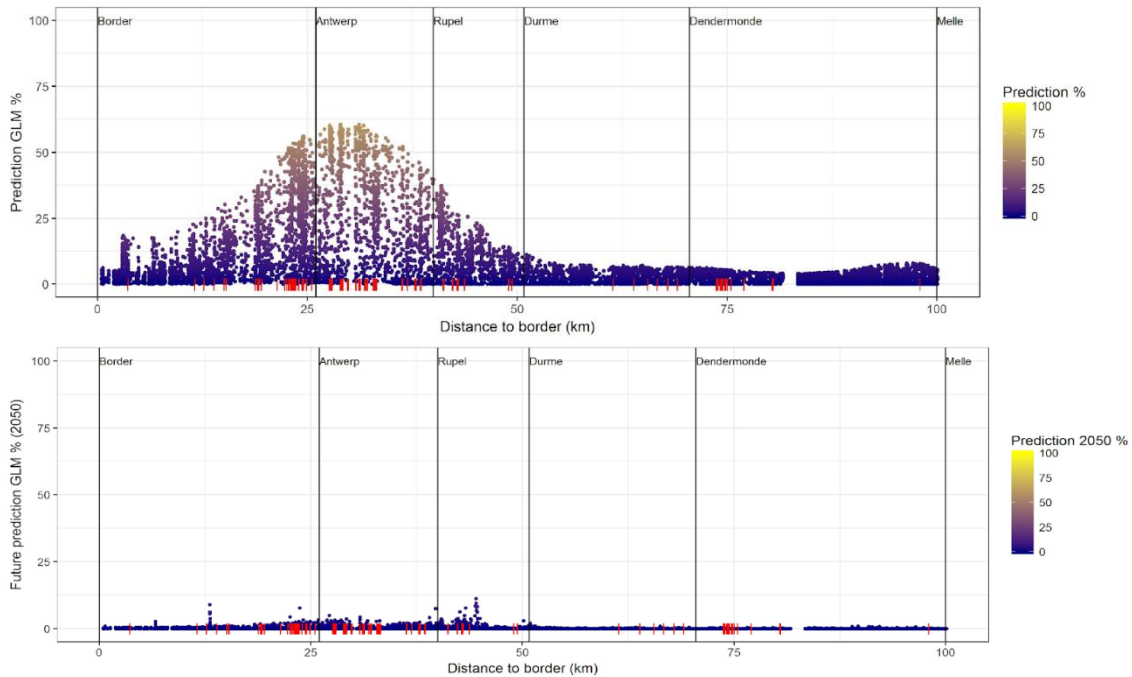 100
Border
Antwerp
Rupel
Durme
Dendermonde
Melle
75
50
25
0
Prediction GLM %
0
25
50
75
100
Distance to border (km)
Prediction %
100
75
50
25
0
100
Border
Antwerp
Rupel
Durme
Dendermonde
Melle
75
50
25
0
Future prediction GLM % (2050)
0
25
50
75
100
Distance to border (km)
Prediction 2050 %
100
75
50
25
0